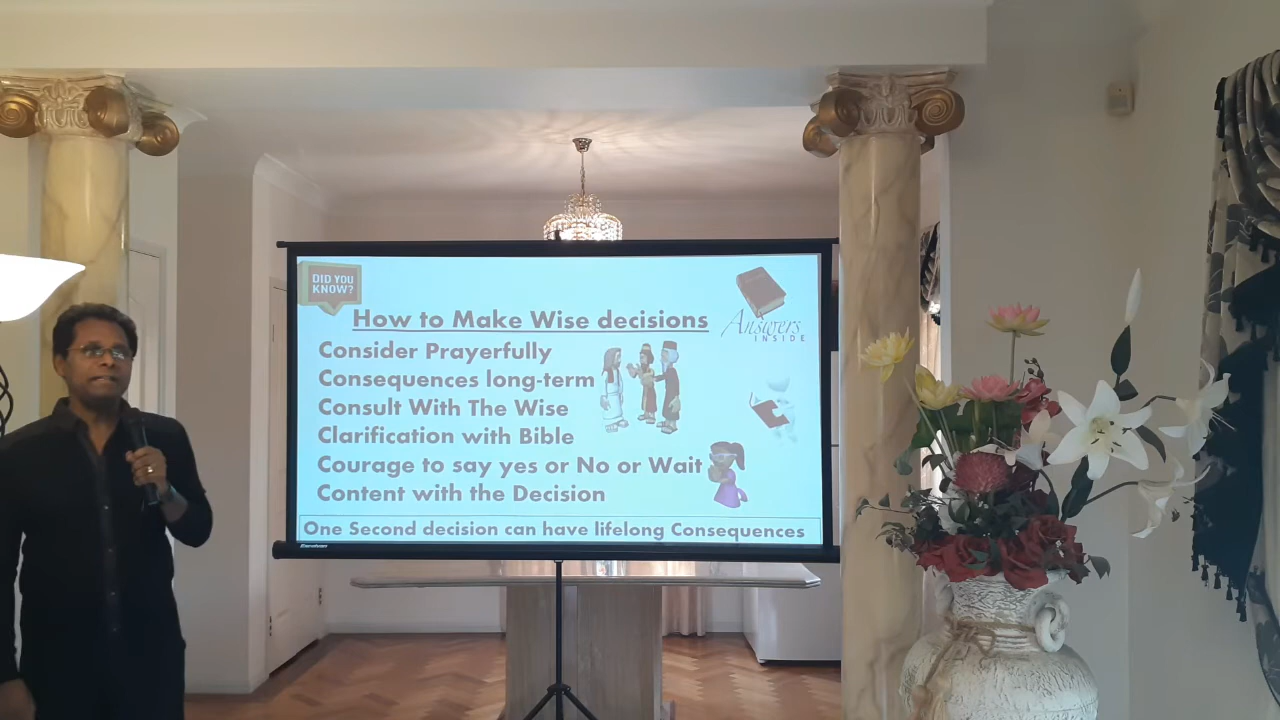 DID YOU
KNOW?
How to Make Wise decisions
Answers
INSIDE
Consider Prayerfully
Consequences long-term
Consult With The Wise
Clarification with Bible
Courage to say yes or No or Wait
Content with the Decision
One Second decision can have lifelong Consequences